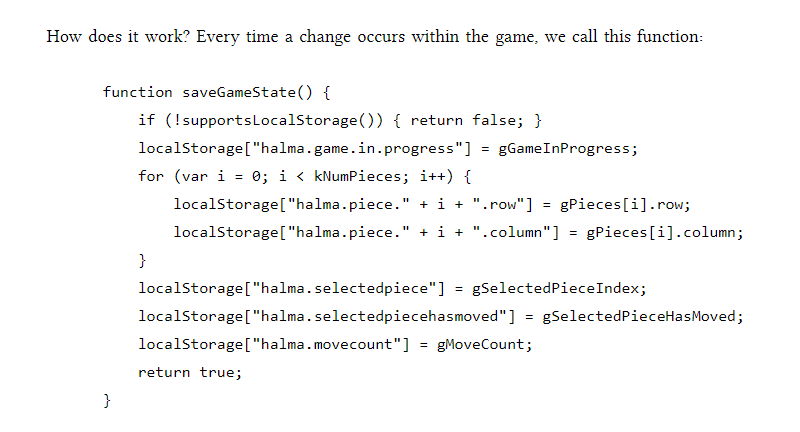 How does it work? Every time a change occurs within the game, we call this function:
function saveGameState() {
    if (!supportsLocalStorage()) { return false; }
    localStorage["halma.game.in.progress"] = gGameInProgress;
    for (var i = 0; i < kNumPieces; i++) {
        localStorage["halma.piece." + i + ".row"] = gPieces[i].row;
        localStorage["halma.piece." + i + ".column"] = gPieces[i].column;
    }
    localStorage["halma.selectedpiece"] = gSelectedPieceIndex;
    localStorage["halma.selectedpiecehasmoved"] = gSelectedPieceHasMoved;
    localStorage["halma.movecount"] = gMoveCount;
    return true;
}